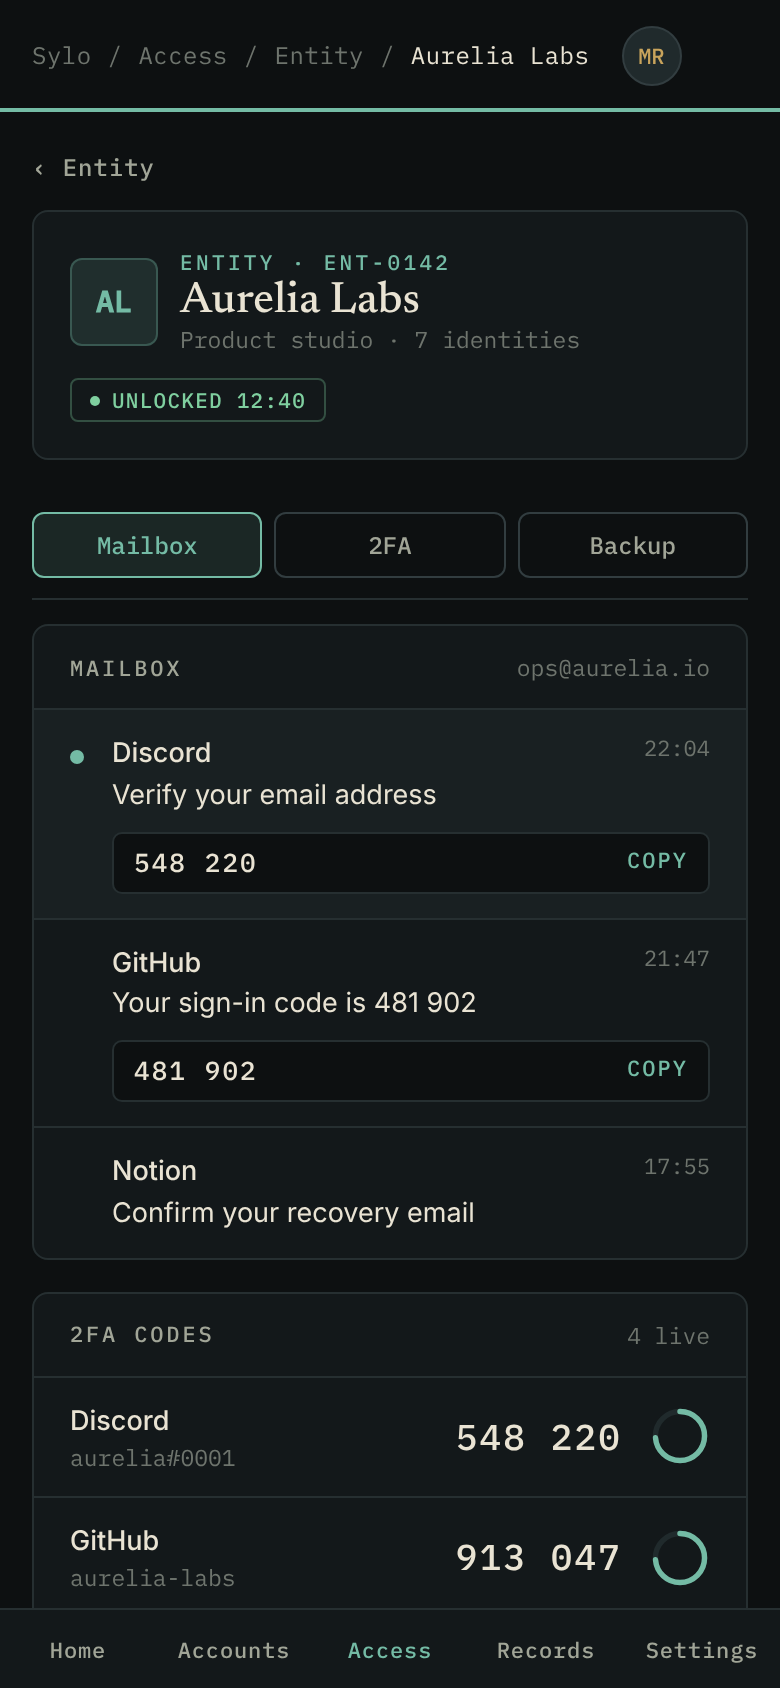 Sylo / Access / Entity / Aurelia Labs MR
‹ Entity
AL
ENTITY · ENT-0142
Aurelia Labs
Product studio · 7 identities
UNLOCKED 12:40
Mailbox 2FA Backup
MAILBOX ops@aurelia.io
Discord 22:04
Verify your email address
548 220 COPY
GitHub 21:47
Your sign-in code is 481 902
481 902 COPY
Notion 17:55
Confirm your recovery email
2FA CODES 4 live
Discord
aurelia#0001
548 220
GitHub
aurelia-labs
913 047
Home Accounts Access Records Settings